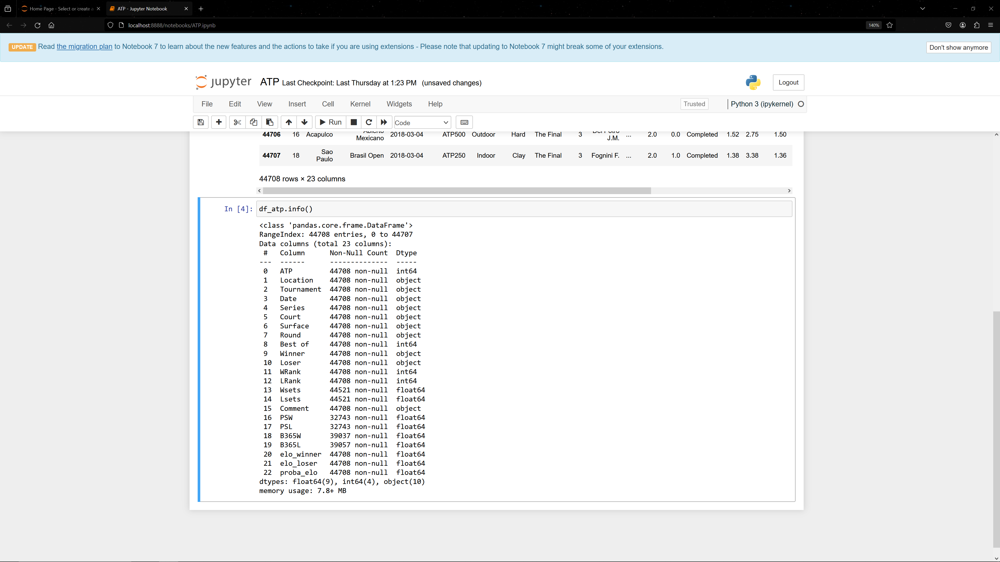 Home Page - Select or create a
ATP - Jupyter Notebook
localhost:8888/notebooks/ATP.ipynb
140%
UPDATE Read the migration plan to Notebook 7 to learn about the new features and the actions to take if you are using extensions - Please note that updating to Notebook 7 might break some of your extensions.
Don't show anymore
jupyter ATP Last Checkpoint: Last Thursday at 1:23 PM (unsaved changes)
Logout
File Edit View Insert Cell Kernel Widgets Help
Trusted
Python 3 (ipykernel)
Run
Code
44706 16 Acapulco Abierto Mexicano 2018-03-04 ATP500 Outdoor Hard The Final 3 Del Potro J.M. ... 2.0 0.0 Completed 1.52 2.75 1.50
44707 18 Sao Paulo Brasil Open 2018-03-04 ATP250 Indoor Clay The Final 3 Fognini F. ... 2.0 1.0 Completed 1.38 3.38 1.36
44708 rows × 23 columns
In [4]: df_atp.info()
<class 'pandas.core.frame.DataFrame'>
RangeIndex: 44708 entries, 0 to 44707
Data columns (total 23 columns):
# Column Non-Null Count Dtype
--- ------ -------------- -----
0 ATP 44708 non-null int64
1 Location 44708 non-null object
2 Tournament 44708 non-null object
3 Date 44708 non-null object
4 Series 44708 non-null object
5 Court 44708 non-null object
6 Surface 44708 non-null object
7 Round 44708 non-null object
8 Best of 44708 non-null int64
9 Winner 44708 non-null object
10 Loser 44708 non-null object
11 WRank 44708 non-null int64
12 LRank 44708 non-null int64
13 Wsets 44521 non-null float64
14 Lsets 44521 non-null float64
15 Comment 44708 non-null object
16 PSW 32743 non-null float64
17 PSL 32743 non-null float64
18 B365W 39037 non-null float64
19 B365L 39057 non-null float64
20 elo_winner 44708 non-null float64
21 elo_loser 44708 non-null float64
22 proba_elo 44708 non-null float64
dtypes: float64(9), int64(4), object(10)
memory usage: 7.8+ MB